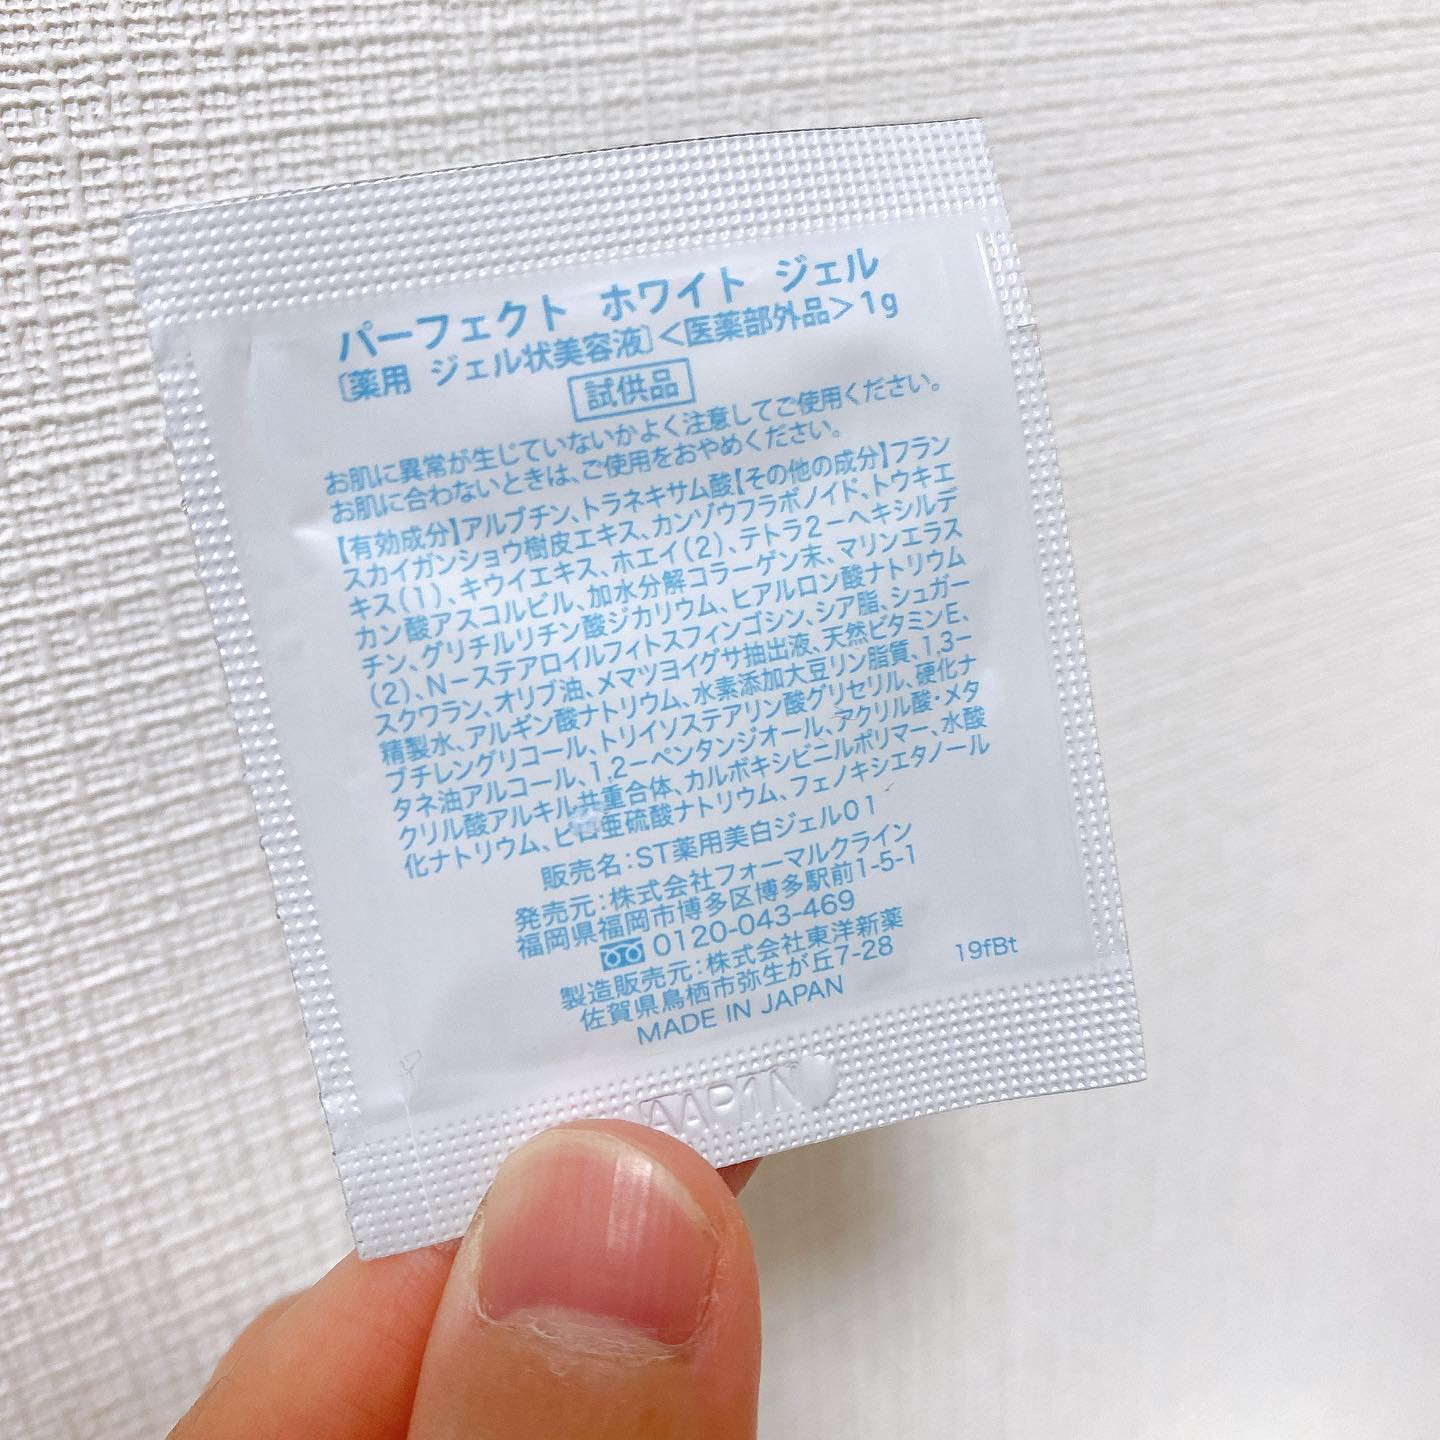 パーフェクト ホワイト ジェル
〔薬用 ジェル状美容液〕<医薬部外品>1g
試供品
お肌に異常が生じていないかよく注意してご使用ください。
お肌に合わないときは、ご使用をおやめください。
【有効成分】アルブチン、トラネキサム酸【その他の成分】フラン
スカイガンショウ樹皮エキス、カンゾウフラボノイド、トウキエ
キス(1)、キウイエキス、ホエイ(2)、テトラ2-ヘキシルデ
カン酸アスコルビル、加水分解コラーゲン末、マリンエラス
チン、グリチルリチン酸ジカリウム、ヒアルロン酸ナトリウム
(2)、N-ステアロイルフィトスフィンゴシン、シア脂、シュガー
スクワラン、オリブ油、メマツヨイグサ抽出液、天然ビタミンE、
精製水、アルギン酸ナトリウム、水素添加大豆リン脂質、1,3-
ブチレングリコール、トリイソステアリン酸グリセリル、硬化ナ
タネ油アルコール、1,2-ペンタンジオール、アクリル酸・メタ
クリル酸アルキル共重合体、カルボキシビニルポリマー、水酸
化ナトリウム、ピロ亜硫酸ナトリウム、フェノキシエタノール
販売名:ST薬用美白ジェル01
発売元:株式会社フォーマルクライン
福岡県福岡市博多区博多駅前1-5-1
0120-043-469
製造販売元:株式会社東洋新薬
佐賀県鳥栖市弥生が丘7-28
19fBt
MADE IN JAPAN